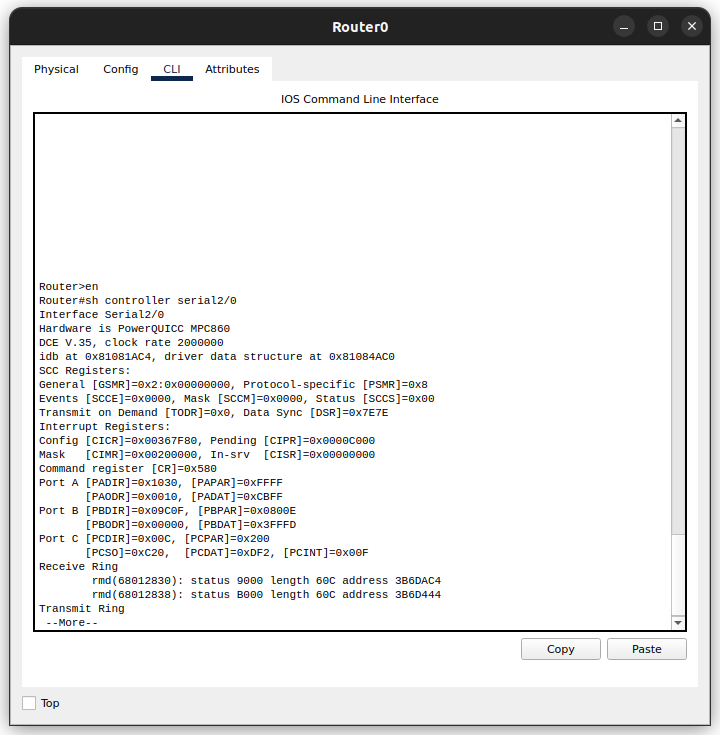 Router0
Physical Config CLI Attributes
IOS Command Line Interface
Router>en
Router#sh controller serial2/0
Interface Serial2/0
Hardware is PowerQUICC MPC860
DCE V.35, clock rate 2000000
idb at 0x81081AC4, driver data structure at 0x81084AC0
SCC Registers:
General [GSMR]=0x2:0x00000000, Protocol-specific [PSMR]=0x8
Events [SCCE]=0x0000, Mask [SCCM]=0x0000, Status [SCCS]=0x00
Transmit on Demand [TODR]=0x0, Data Sync [DSR]=0x7E7E
Interrupt Registers:
Config [CICR]=0x00367F80, Pending [CIPR]=0x0000C000
Mask   [CIMR]=0x00200000, In-srv  [CISR]=0x00000000
Command register [CR]=0x580
Port A [PADIR]=0x1030, [PAPAR]=0xFFFF
       [PAODR]=0x0010, [PADAT]=0xCBFF
Port B [PBDIR]=0x09C0F, [PBPAR]=0x0800E
       [PBODR]=0x00000, [PBDAT]=0x3FFFD
Port C [PCDIR]=0x00C, [PCPAR]=0x200
       [PCSO]=0xC20,  [PCDAT]=0xDF2, [PCINT]=0x00F
Receive Ring
        rmd(68012830): status 9000 length 60C address 3B6DAC4
        rmd(68012838): status B000 length 60C address 3B6D444
Transmit Ring
 --More--
Copy Paste
Top